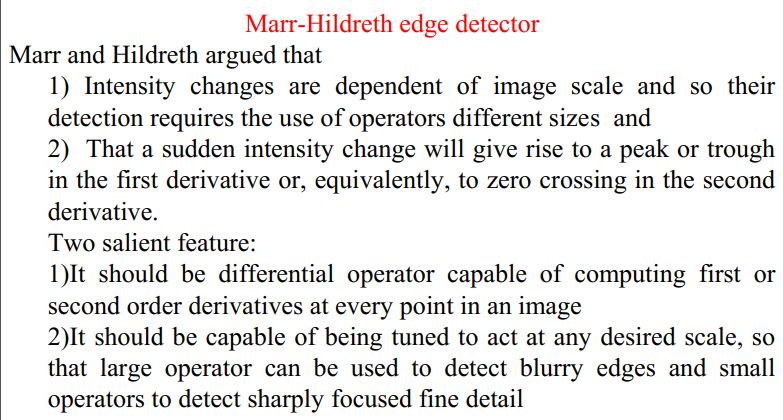 Marr-Hildreth edge detector
Marr and Hildreth argued that
1) Intensity changes are dependent of image scale and so their
detection requires the use of operators different sizes and
2) That a sudden intensity change will give rise to a peak or trough
in the first derivative or, equivalently, to zero crossing in the second
derivative.
Two salient feature:
1)It should be differential operator capable of computing first or
second order derivatives at every point in an image
2)It should be capable of being tuned to act at any desired scale, so
that large operator can be used to detect blurry edges and small
operators to detect sharply focused fine detail